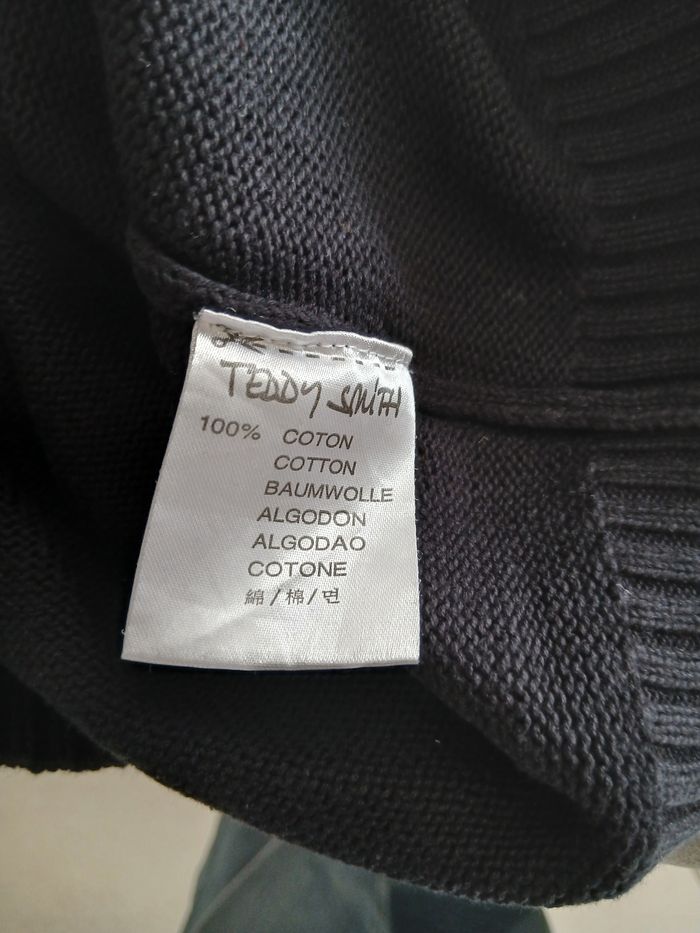 TEDDY SMITH
100% COTON
COTTON
BAUMWOLLE
ALGODON
ALGODAO
COTONE
綿/棉/면